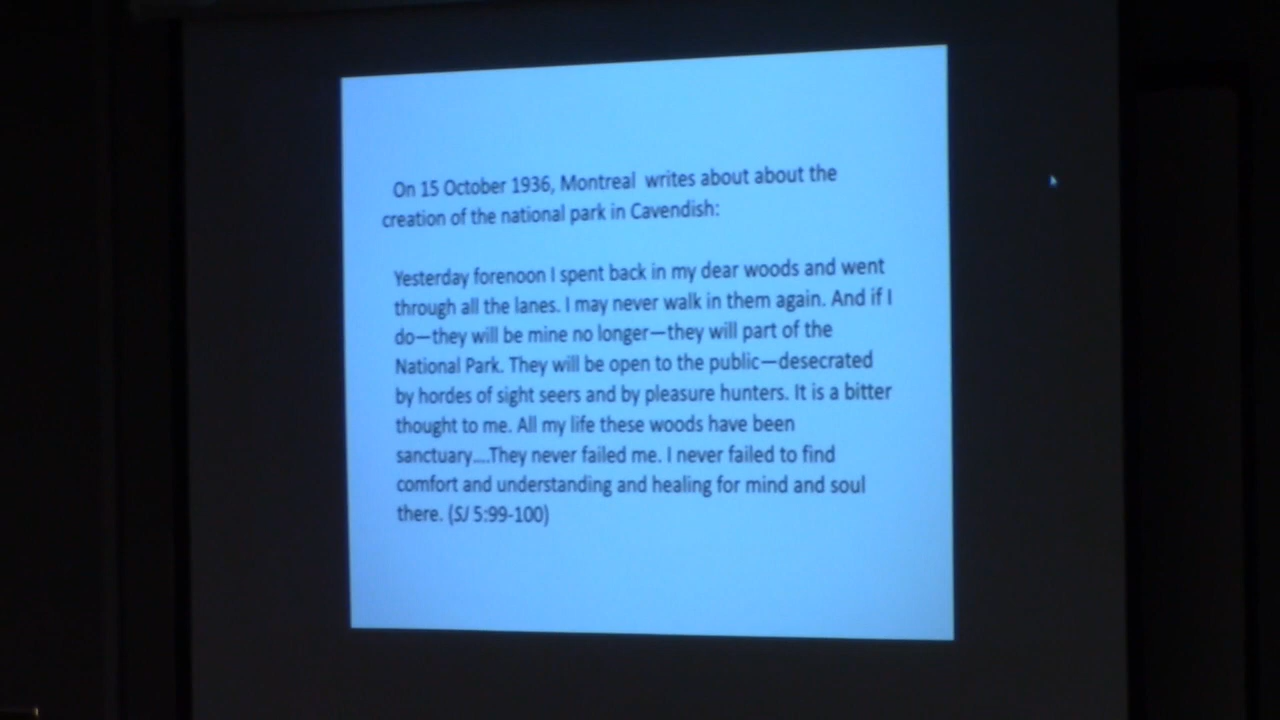 On 15 October 1936, Montreal writes about about the
creation of the national park in Cavendish:
Yesterday forenoon I spent back in my dear woods and went
through all the lanes. I may never walk in them again. And if I
do—they will be mine no longer—they will part of the
National Park. They will be open to the public—desecrated
by hordes of sight seers and by pleasure hunters. It is a bitter
thought to me. All my life these woods have been
sanctuary....They never failed me. I never failed to find
comfort and understanding and healing for mind and soul
there. (SJ 5:99-100)